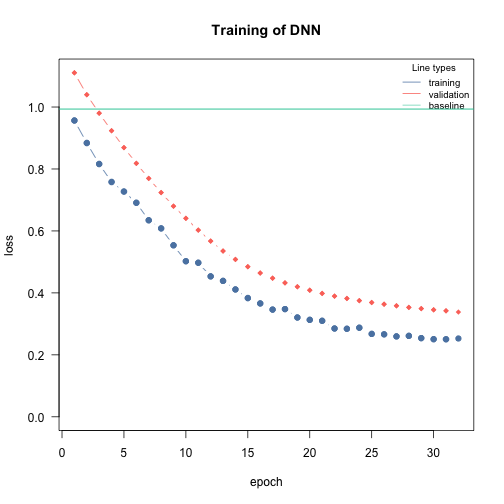 Training of DNN
Line types
training
validation
baseline
loss
1.0
0.8
0.6
0.4
0.2
0.0
0 5 10 15 20 25 30
epoch